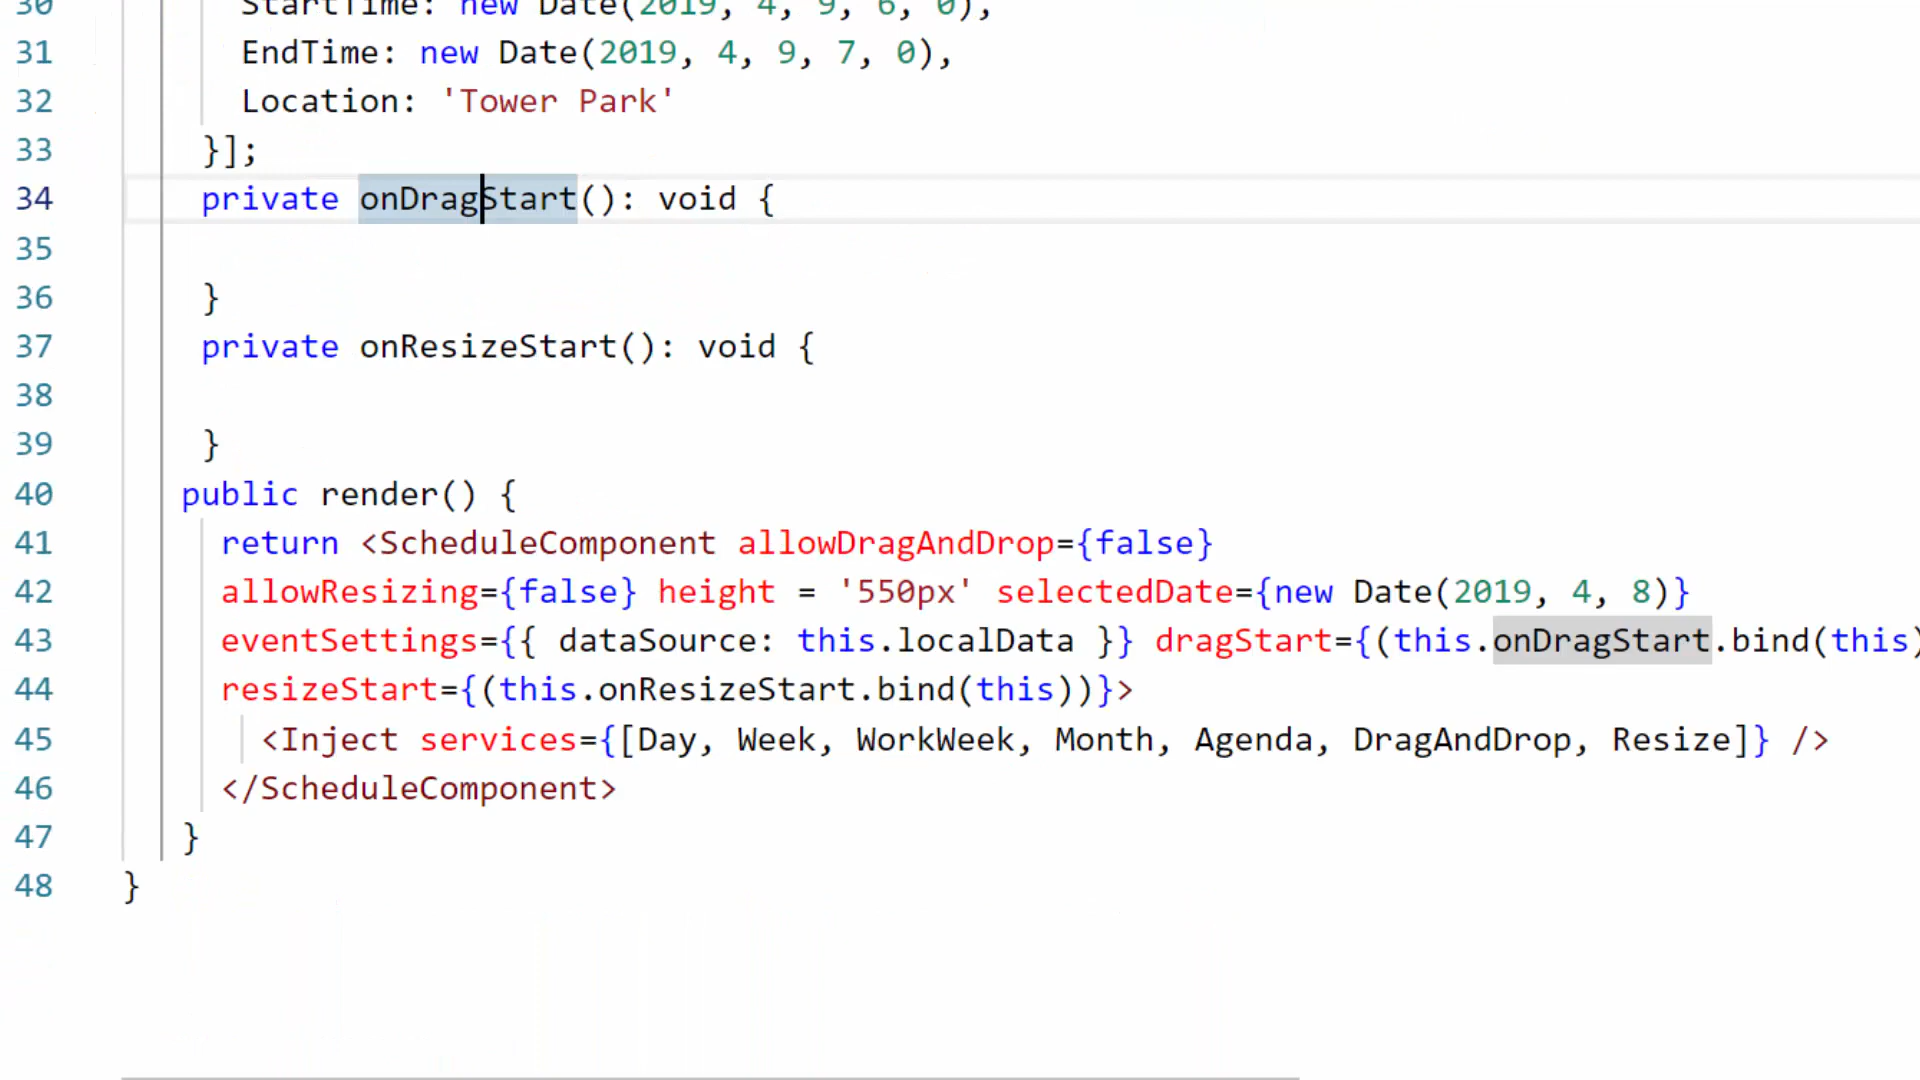 30 StartTime: new Date(2019, 4, 9, 6, 0),
31 EndTime: new Date(2019, 4, 9, 7, 0),
32 Location: 'Tower Park'
33 }];
34 private onDragStart(): void {
35
36 }
37 private onResizeStart(): void {
38
39 }
40 public render() {
41 return <ScheduleComponent allowDragAndDrop={false}
42 allowResizing={false} height = '550px' selectedDate={new Date(2019, 4, 8)}
43 eventSettings={{ dataSource: this.localData }} dragStart={(this.onDragStart.bind(this)
44 resizeStart={(this.onResizeStart.bind(this))}>
45 <Inject services={[Day, Week, WorkWeek, Month, Agenda, DragAndDrop, Resize]} />
46 </ScheduleComponent>
47 }
48 }